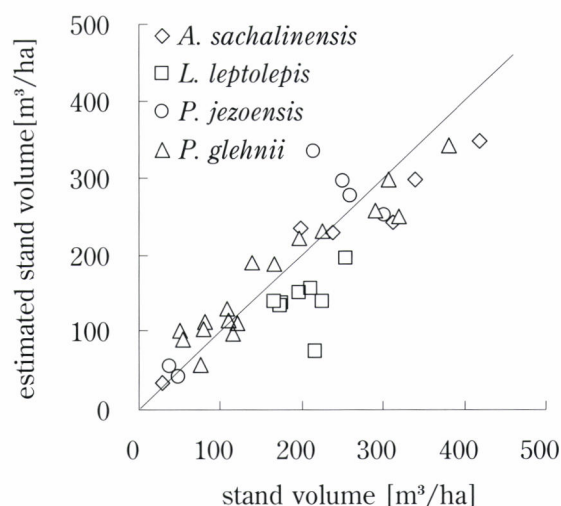 500
400
300
200
100
0
estimated stand volume[m³/ha]
A. sachalinensis
L. leptolepis
P. jezoensis
P. glehnii
0 100 200 300 400 500
stand volume [m³/ha]